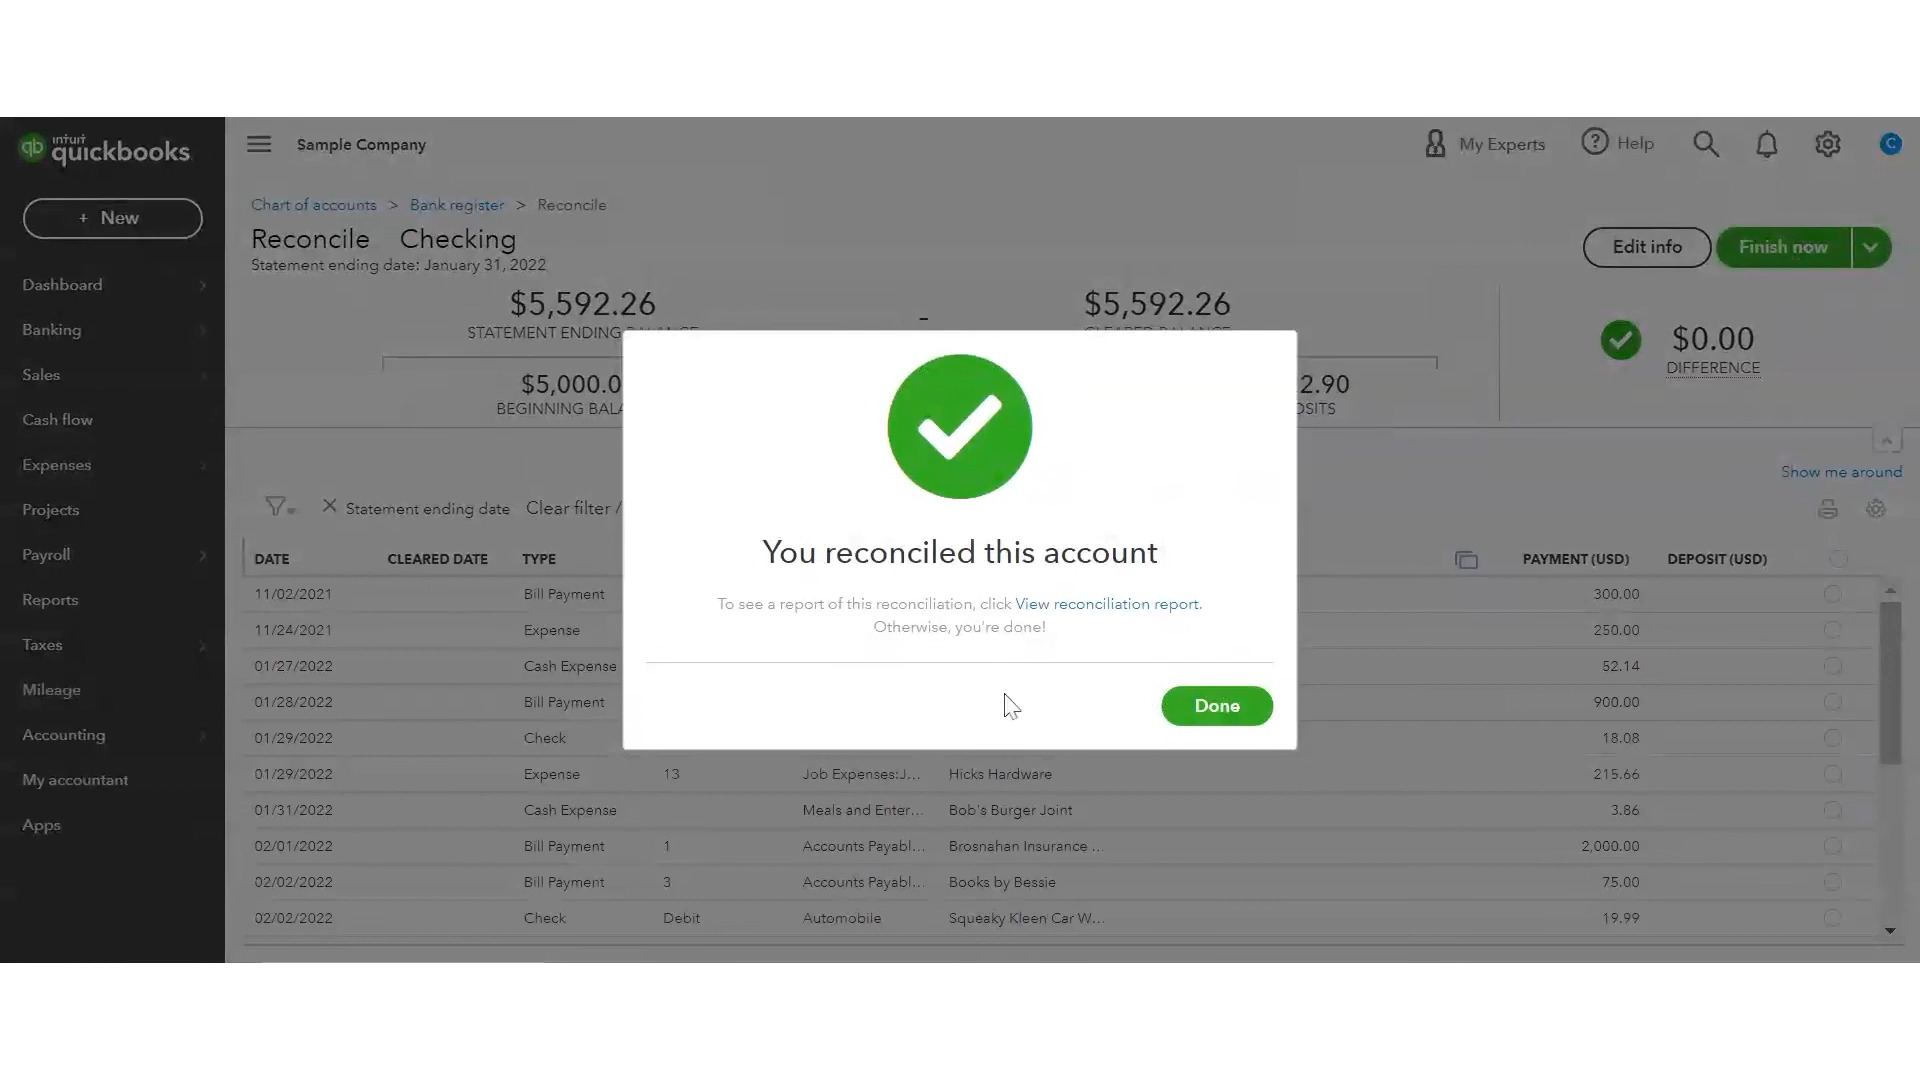 intuit
qb quickbooks
Sample Company
My Experts
? Help
C
+ New
Chart of accounts > Bank register > Reconcile
Reconcile Checking
Statement ending date: January 31, 2022
Edit info
Finish now
Dashboard
Banking
Sales
Cash flow
Expenses
Projects
Payroll
Reports
Taxes
Mileage
Accounting
My accountant
Apps
$5,592.26
STATEMENT ENDING BALANCE
-
$5,592.26
CLEARED BALANCE
$0.00
DIFFERENCE
$5,000.0
BEGINNING BALA
2.90
OSITS
Show me around
Statement ending date Clear filter /
You reconciled this account
To see a report of this reconciliation, click View reconciliation report.
Otherwise, you're done!
Done
DATE CLEARED DATE TYPE PAYMENT (USD) DEPOSIT (USD)
11/02/2021 Bill Payment 300.00
11/24/2021 Expense 250.00
01/27/2022 Cash Expense 52.14
01/28/2022 Bill Payment 900.00
01/29/2022 Check 18.08
01/29/2022 Expense 13 Job Expenses:J... Hicks Hardware 215.66
01/31/2022 Cash Expense Meals and Enter... Bob's Burger Joint 3.86
02/01/2022 Bill Payment 1 Accounts Payabl... Brosnahan Insurance ... 2,000.00
02/02/2022 Bill Payment 3 Accounts Payabl... Books by Bessie 75.00
02/02/2022 Check Debit Automobile Squeaky Kleen Car W... 19.99